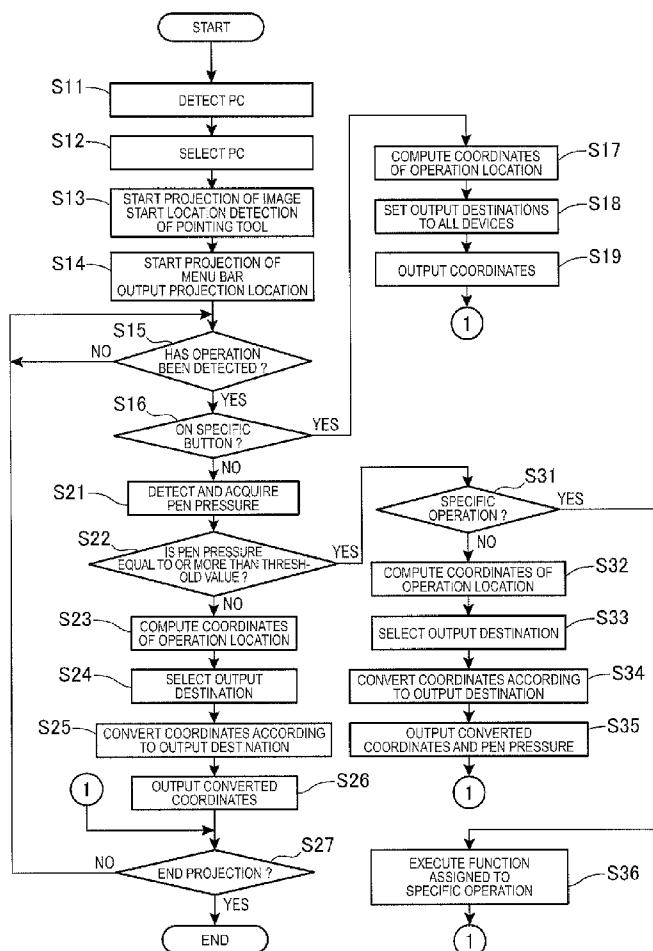 START
S11
DETECT PC
S12
SELECT PC
S13
START PROJECTION OF IMAGE
START LOCATION DETECTION
OF POINTING TOOL
S14
START PROJECTION OF
MENU BAR
OUTPUT PROJECTION LOCATION
S15
NO
HAS OPERATION
BEEN DETECTED ?
YES
S16
ON SPECIFIC
BUTTON ?
YES
NO
S17
COMPUTE COORDINATES
OF OPERATION LOCATION
S18
SET OUTPUT DESTINATIONS
TO ALL DEVICES
S19
OUTPUT COORDINATES
1
S21
DETECT AND ACQUIRE
PEN PRESSURE
S22
IS PEN PRESSURE
EQUAL TO OR MORE THAN THRESH-
OLD VALUE ?
YES
NO
S23
COMPUTE COORDINATES
OF OPERATION LOCATION
S24
SELECT OUTPUT
DESTINATION
S25
CONVERT COORDINATES ACCORDING
TO OUTPUT DESTINATION
S26
OUTPUT CONVERTED
COORDINATES
1
S27
NO
END PROJECTION ?
YES
END
S31
SPECIFIC
OPERATION ?
YES
NO
S32
COMPUTE COORDINATES OF
OPERATION LOCATION
S33
SELECT OUTPUT DESTINATION
S34
CONVERT COORDINATES ACCORDING
TO OUTPUT DESTINATION
S35
OUTPUT CONVERTED
COORDINATES AND PEN PRESSURE
1
S36
EXECUTE FUNCTION
ASSIGNED TO
SPECIFIC OPERATION
1